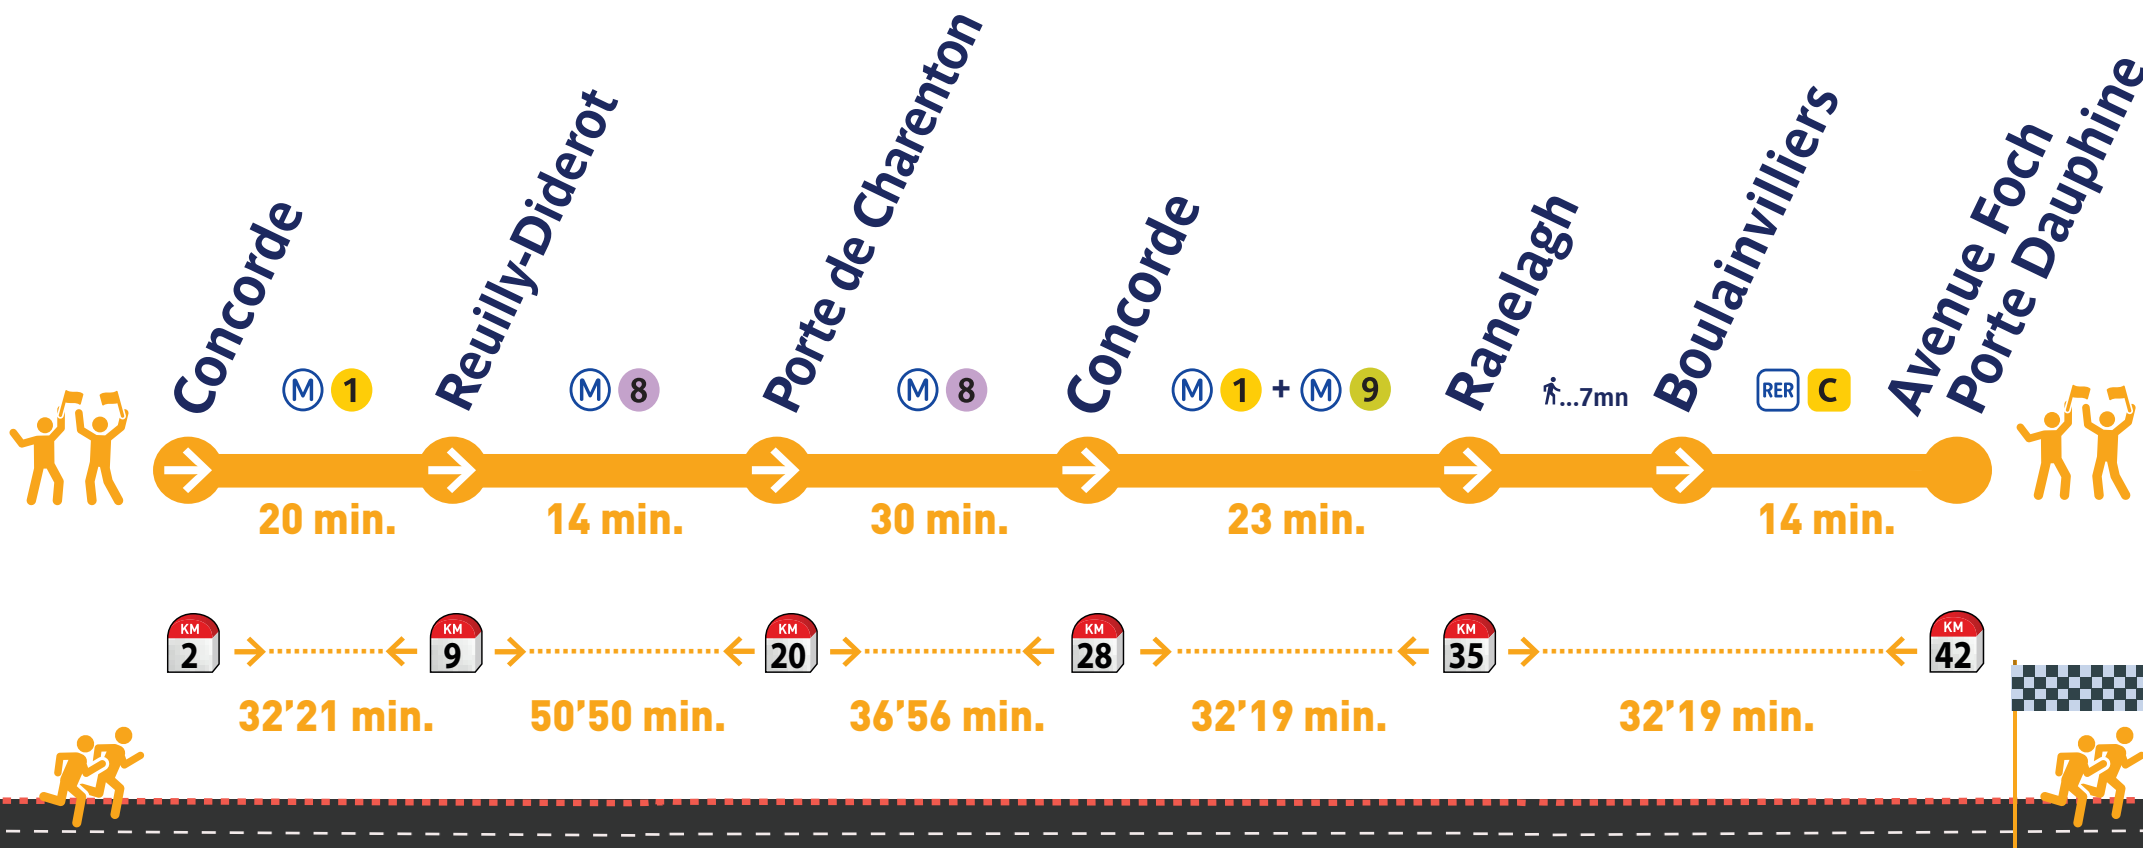 Concorde
Reuilly-Diderot
Porte de Charenton
Concorde
Ranelagh
Boulainvilliers
Avenue Foch
Porte Dauphine
M 1
M 8
M 8
M 1 + M 9
...7mn
RER C
20 min.
14 min.
30 min.
23 min.
14 min.
KM 2
KM 9
KM 20
KM 28
KM 35
KM 42
32’21 min.
50’50 min.
36’56 min.
32’19 min.
32’19 min.